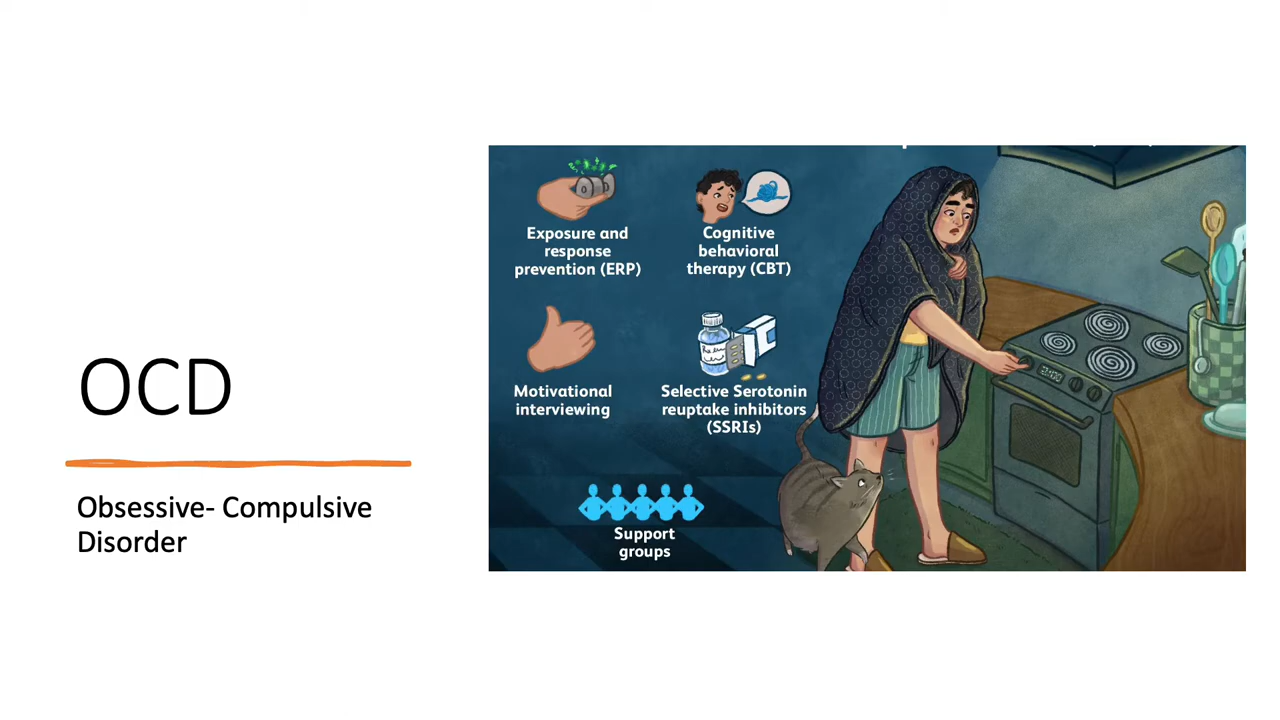 OCD
Obsessive- Compulsive
Disorder
Exposure and
response
prevention (ERP)
Cognitive
behavioral
therapy (CBT)
Motivational
interviewing
Selective Serotonin
reuptake inhibitors
(SSRIs)
Support
groups